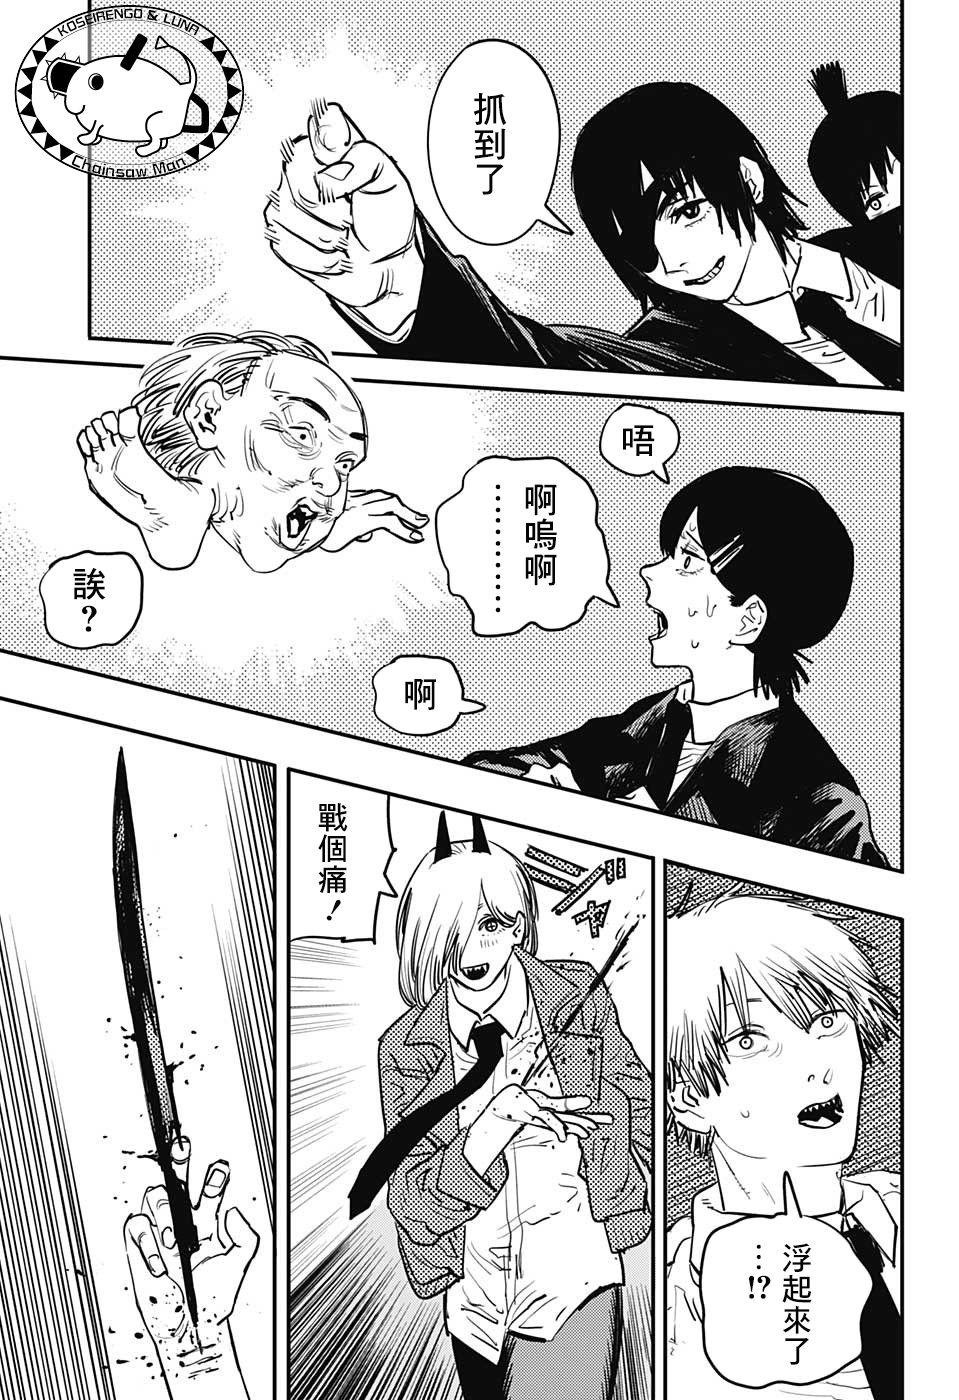 KOSEIRENGO & LUNA
Chainsaw Man
抓到了
唔
啊嗚啊
………
啊
誒?
浮起來了
…!?
戰個痛!